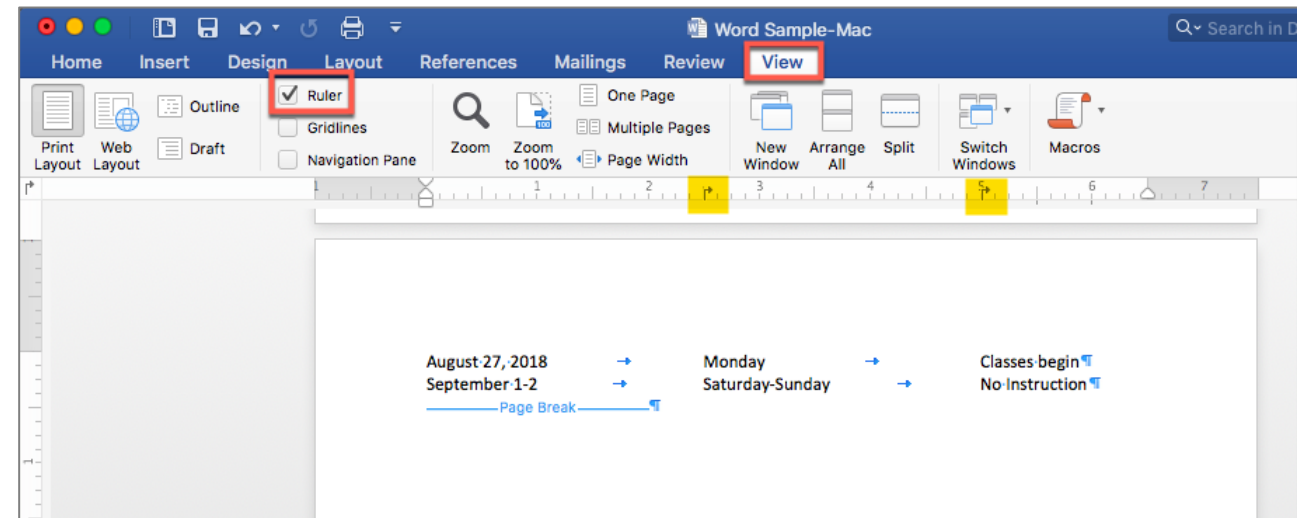 Word Sample-Mac
Search in D
Home Insert Design Layout References Mailings Review View
Print Layout
Web Layout
Outline
Draft
Ruler
Gridlines
Navigation Pane
Zoom
Zoom to 100%
100
One Page
Multiple Pages
Page Width
New Window
Arrange All
Split
Switch Windows
Macros
1 1 2 3 4 5 6 7
August·27,·2018 → Monday → Classes·begin¶
September·1-2 → Saturday-Sunday → No·Instruction¶
Page Break¶
1